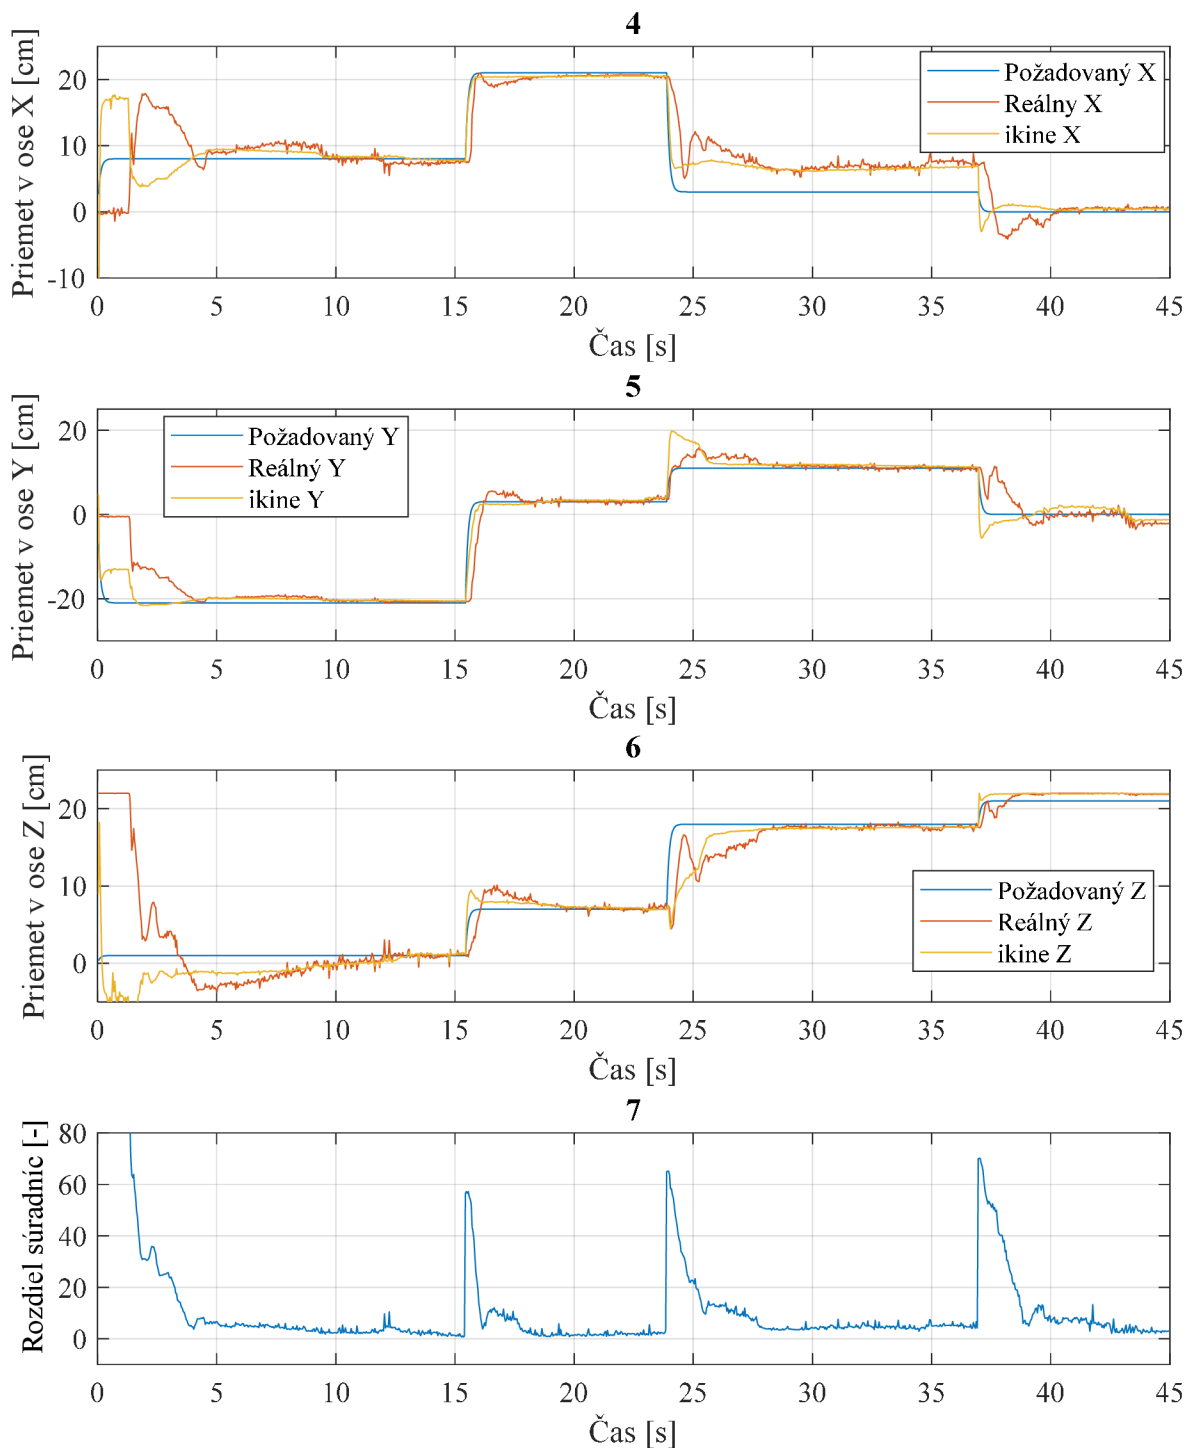 4
Priemet v ose X [cm]
20
10
0
-10
Požadovaný X
Reálny X
ikine X
0 5 10 15 20 25 30 35 40 45
Čas [s]
5
Priemet v ose Y [cm]
20
0
-20
Požadovaný Y
Reálný Y
ikine Y
0 5 10 15 20 25 30 35 40 45
Čas [s]
6
Priemet v ose Z [cm]
20
10
0
Požadovaný Z
Reálný Z
ikine Z
0 5 10 15 20 25 30 35 40 45
Čas [s]
7
Rozdiel súradníc [-]
80
60
40
20
0
0 5 10 15 20 25 30 35 40 45
Čas [s]